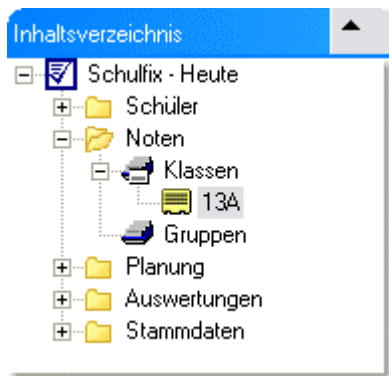 Inhaltsverzeichnis
Schulfix - Heute
Schüler
Noten
Klassen
13A
Gruppen
Planung
Auswertungen
Stammdaten